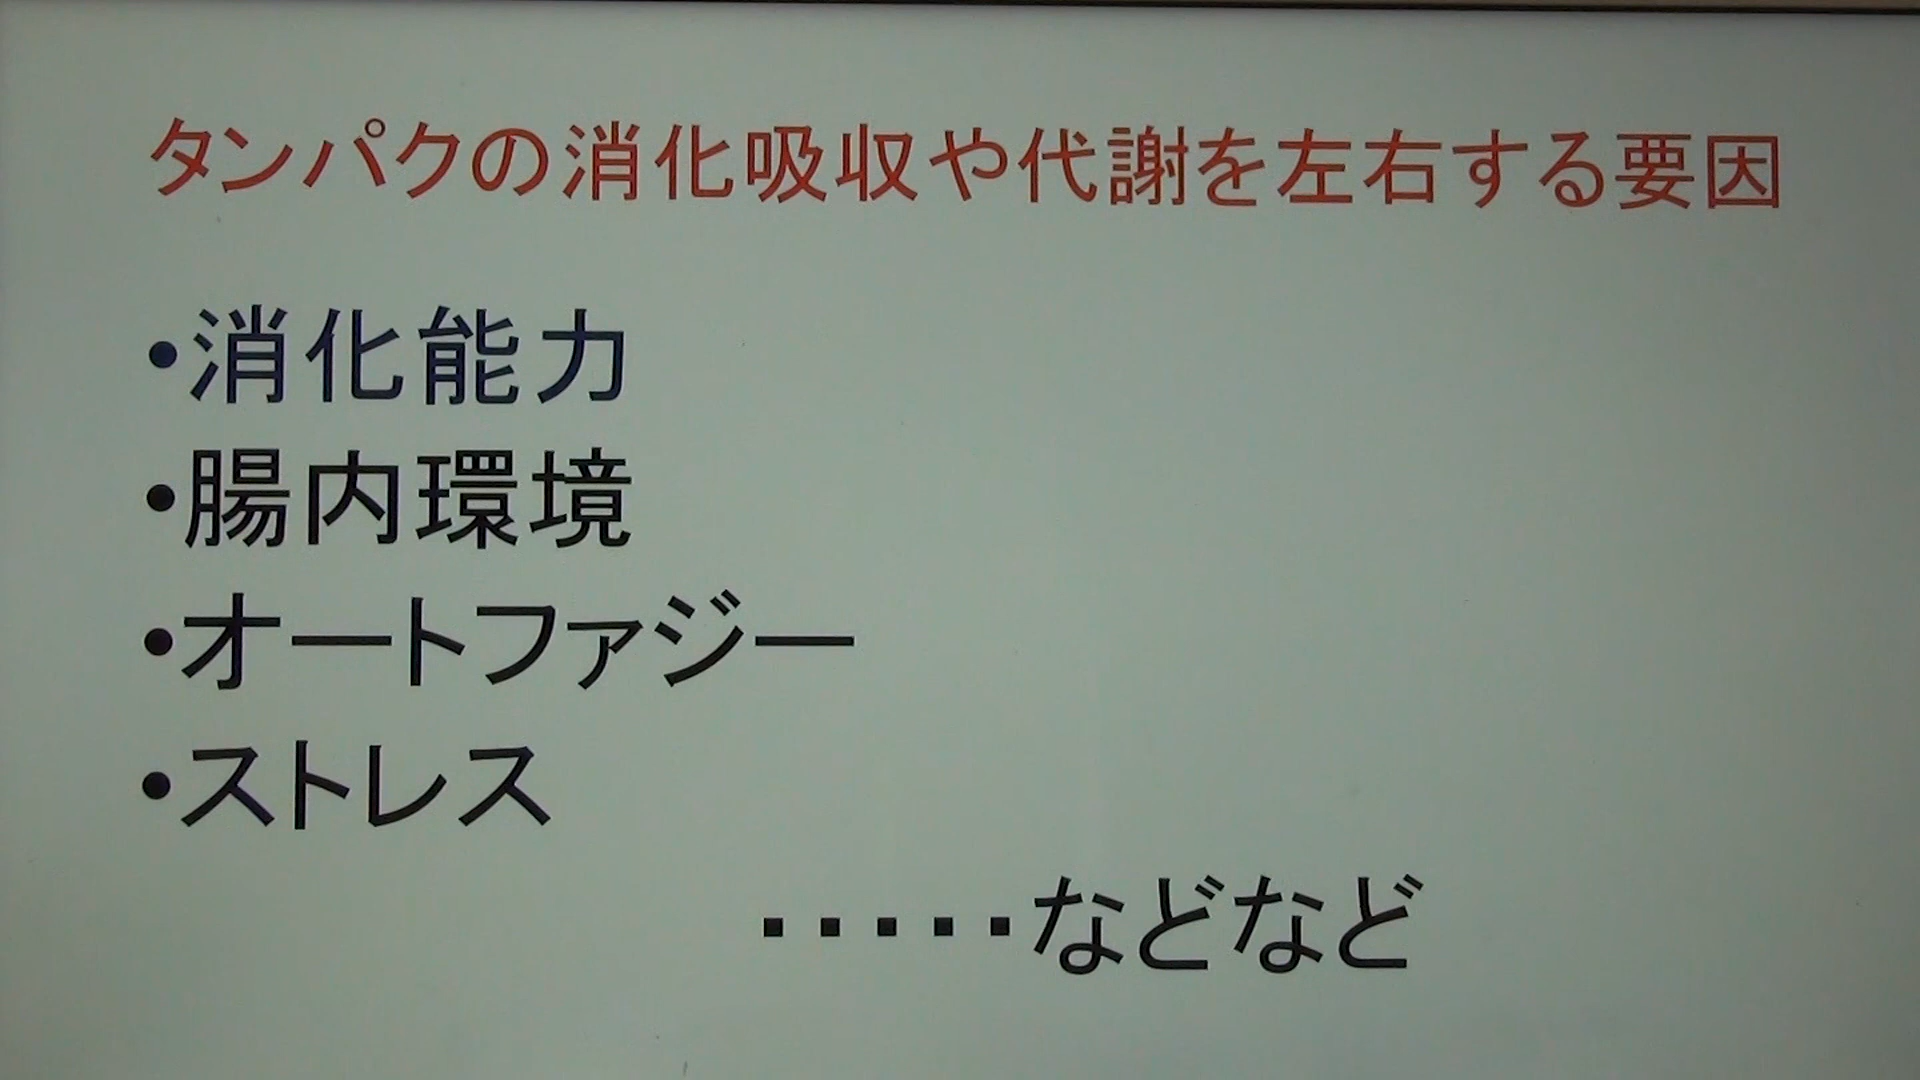 タンパクの消化吸収や代謝を左右する要因
•消化能力
•腸内環境
•オートファジー
•ストレス
・・・・・などなど